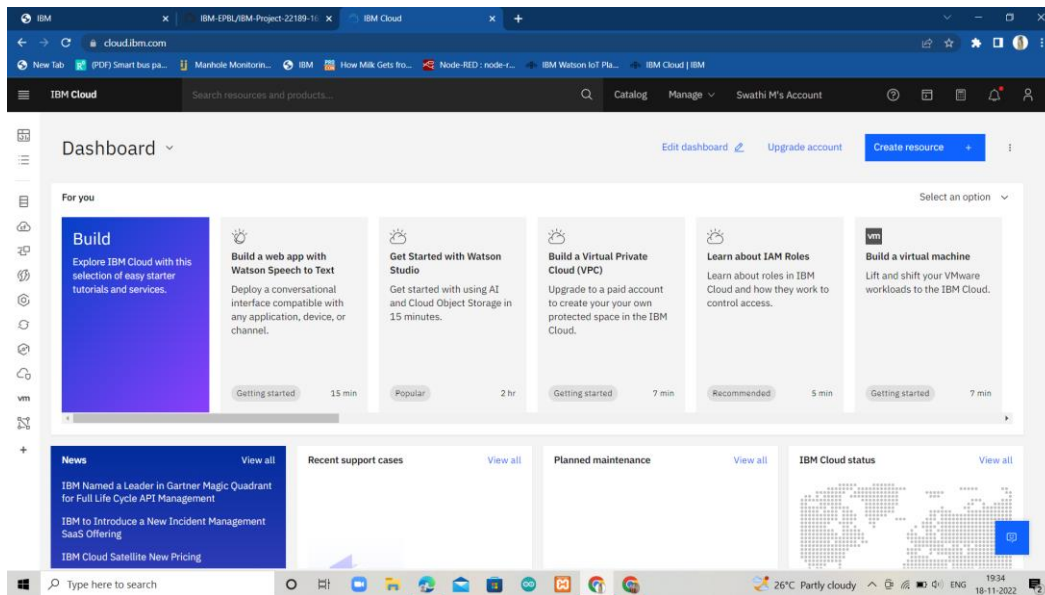 IBM
IBM-EPBL/IBM-Project-22189-16
IBM Cloud
cloud.ibm.com
New Tab
(PDF) Smart bus pa...
Manhole Monitorin...
IBM
How Milk Gets fro...
Node-RED : node-r...
IBM Watson IoT Pla...
IBM Cloud | IBM
IBM Cloud
Search resources and products...
Catalog
Manage
Swathi M's Account
Dashboard
Edit dashboard
Upgrade account
Create resource +
For you
Select an option
Build
Explore IBM Cloud with this
selection of easy starter
tutorials and services.
Build a web app with
Watson Speech to Text
Deploy a conversational
interface compatible with
any application, device, or
channel.
Getting started 15 min
Get Started with Watson
Studio
Get started with using AI
and Cloud Object Storage in
15 minutes.
Popular 2 hr
Build a Virtual Private
Cloud (VPC)
Upgrade to a paid account
to create your your own
protected space in the IBM
Cloud.
Getting started 7 min
Learn about IAM Roles
Learn about roles in IBM
Cloud and how they work to
control access.
Recommended 5 min
vm
Build a virtual machine
Lift and shift your VMware
workloads to the IBM Cloud.
Getting started 7 min
vm
News View all
IBM Named a Leader in Gartner Magic Quadrant
for Full Life Cycle API Management
IBM to Introduce a New Incident Management
SaaS Offering
IBM Cloud Satellite New Pricing
Recent support cases View all
Planned maintenance View all
IBM Cloud status View all
Type here to search
26°C Partly cloudy
ENG
19:34
18-11-2022
2